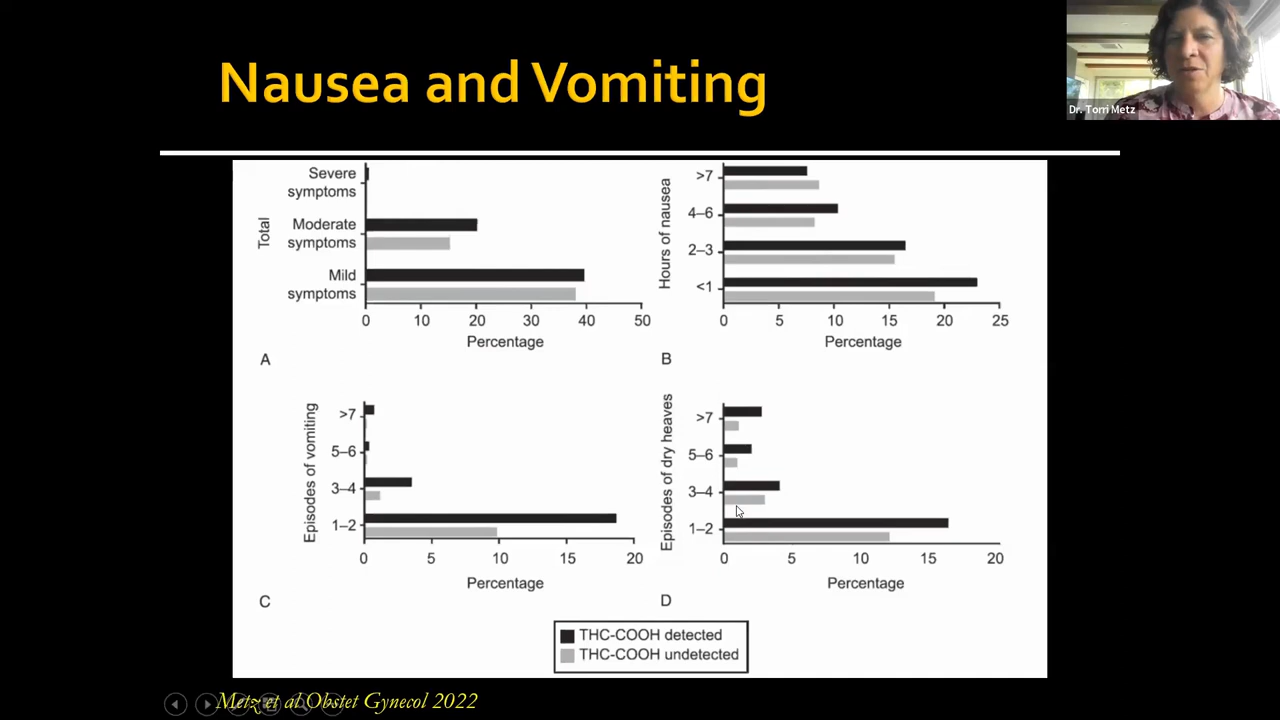 Nausea and Vomiting
Dr. Torri Metz
Total
Severe
symptoms
Moderate
symptoms
Mild
symptoms
0 10 20 30 40 50
Percentage
A
Hours of nausea
>7
4–6
2–3
<1
0 5 10 15 20 25
Percentage
B
Episodes of vomiting
>7
5–6
3–4
1–2
0 5 10 15 20
Percentage
C
Episodes of dry heaves
>7
5–6
3–4
1–2
0 5 10 15 20
Percentage
D
THC-COOH detected
THC-COOH undetected
Metz et al Obstet Gynecol 2022